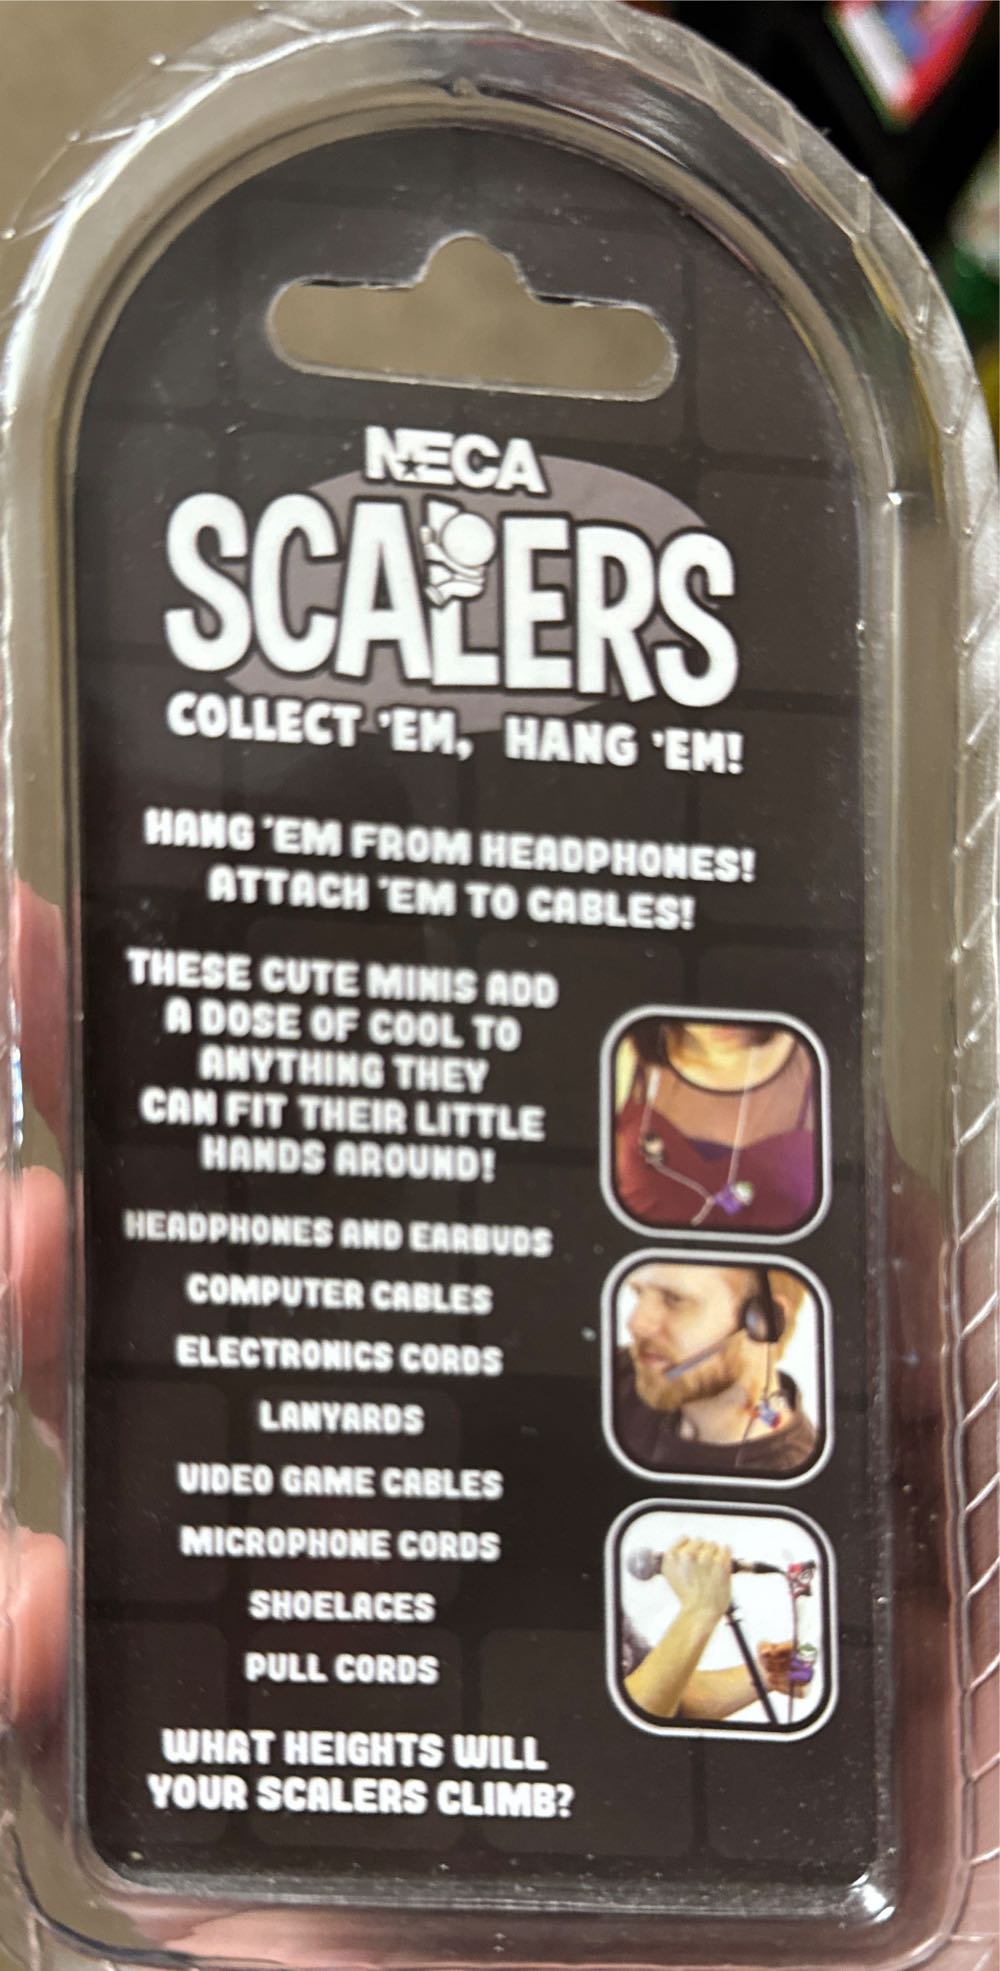 NECA
SCALERS
COLLECT 'EM, HANG 'EM!
HANG 'EM FROM HEADPHONES!
ATTACH 'EM TO CABLES!
THESE CUTE MINIS ADD
A DOSE OF COOL TO
ANYTHING THEY
CAN FIT THEIR LITTLE
HANDS AROUND!
HEADPHONES AND EARBUDS
COMPUTER CABLES
ELECTRONICS CORDS
LANYARDS
VIDEO GAME CABLES
MICROPHONE CORDS
SHOELACES
PULL CORDS
WHAT HEIGHTS WILL
YOUR SCALERS CLIMB?